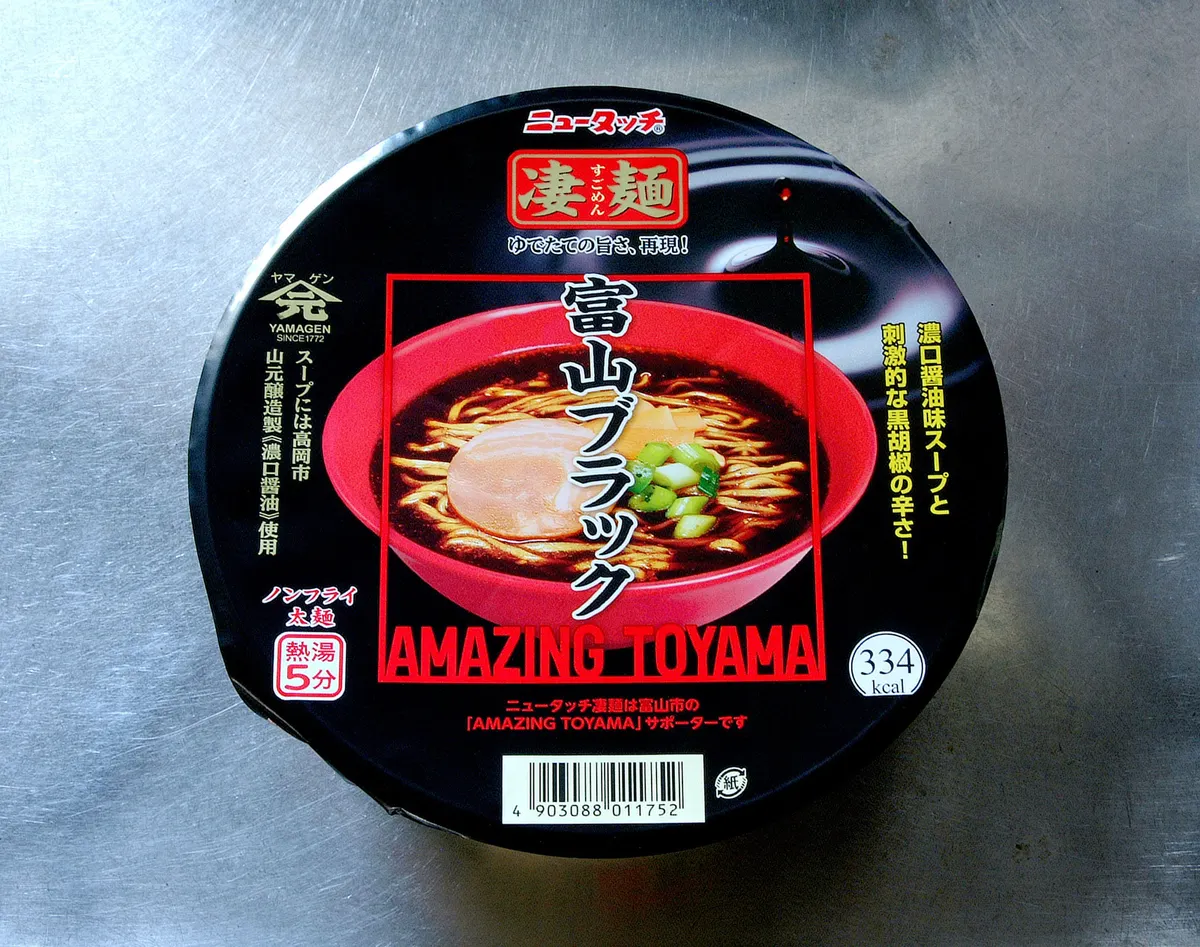 ニュータッチ®
凄麺
すごめん
ゆでたての旨さ、再現!
富山ブラック
ヤマゲン
元
YAMAGEN
SINCE1772
スープには高岡市
山元醸造製《濃口醤油》使用
濃口醤油味スープと
刺激的な黒胡椒の辛さ!
ノンフライ
太麺
熱湯
5分
AMAZING TOYAMA
334
kcal
ニュータッチ凄麺は富山市の
「AMAZING TOYAMA」サポーターです
紙
4 903088 011752